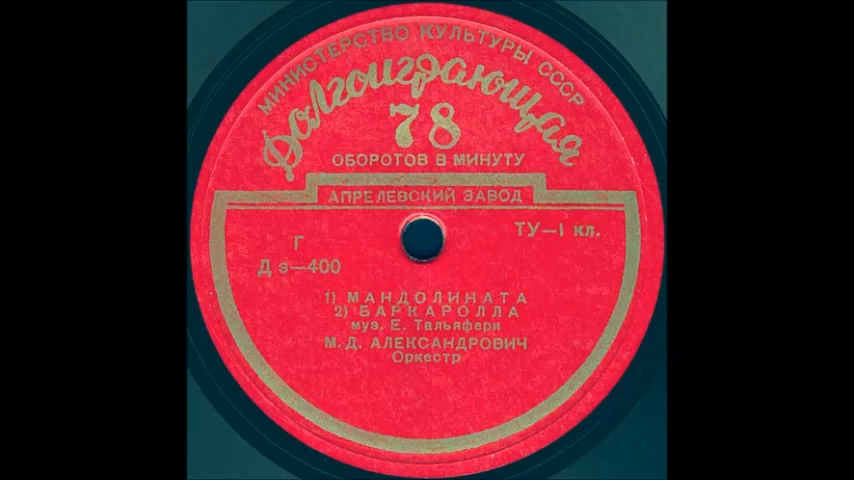 МИНИСТЕРСТВО КУЛЬТУРЫ СССР
Долгоиграющая
78
ОБОРОТОВ В МИНУТУ
АПРЕЛЕВСКИЙ ЗАВОД
Г
ТУ—I кл.
Д з—400
1) МАНДОЛИНАТА
2) БАРКАРОЛЛА
муз. Е. Тальяфери
М. Д. АЛЕКСАНДРОВИЧ
Оркестр